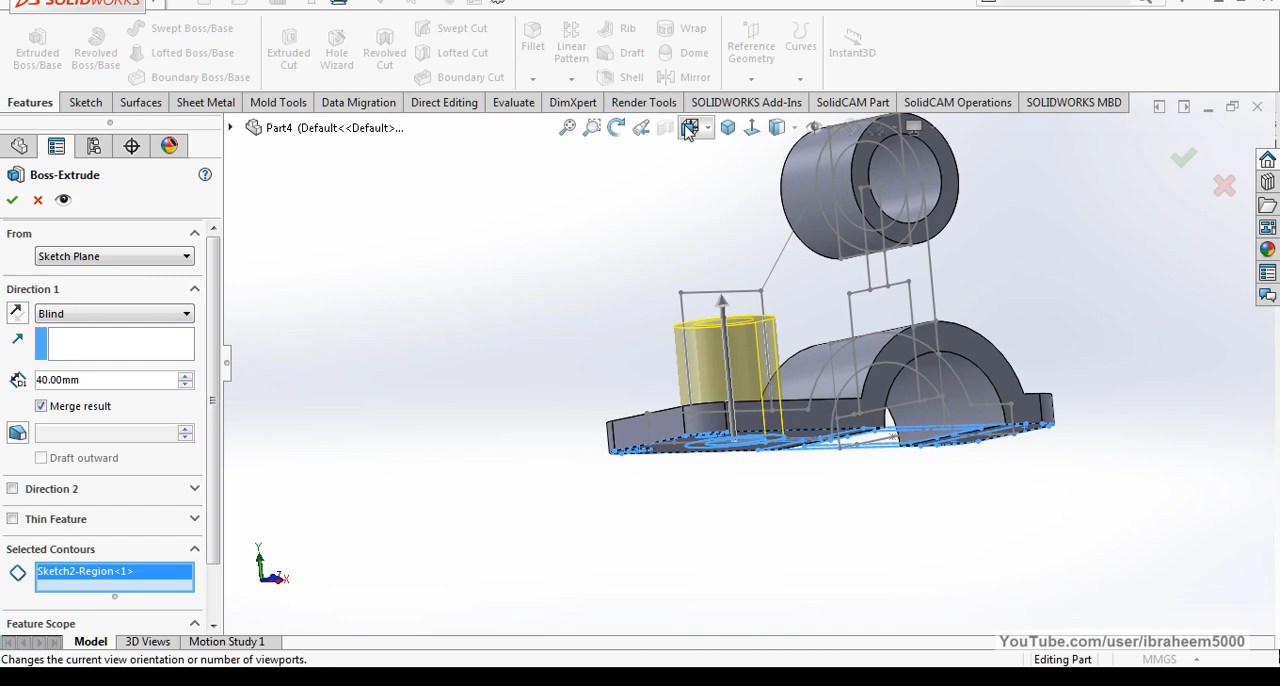 SOLIDWORKS
Extruded Boss/Base
Revolved Boss/Base
Swept Boss/Base
Lofted Boss/Base
Boundary Boss/Base
Extruded Cut
Hole Wizard
Revolved Cut
Swept Cut
Lofted Cut
Boundary Cut
Fillet
Linear Pattern
Rib
Draft
Shell
Wrap
Dome
Mirror
Reference Geometry
Curves
Instant3D
Features
Sketch
Surfaces
Sheet Metal
Mold Tools
Data Migration
Direct Editing
Evaluate
DimXpert
Render Tools
SOLIDWORKS Add-Ins
SolidCAM Part
SolidCAM Operations
SOLIDWORKS MBD
Part4 (Default<<Default>...
Boss-Extrude
From
Sketch Plane
Direction 1
Blind
D1
40.00mm
Merge result
Draft outward
Direction 2
Thin Feature
Selected Contours
Sketch2-Region<1>
Feature Scope
Y
Z
X
Model
3D Views
Motion Study 1
YouTube.com/user/ibraheem5000
Changes the current view orientation or number of viewports.
Editing Part
MMGS